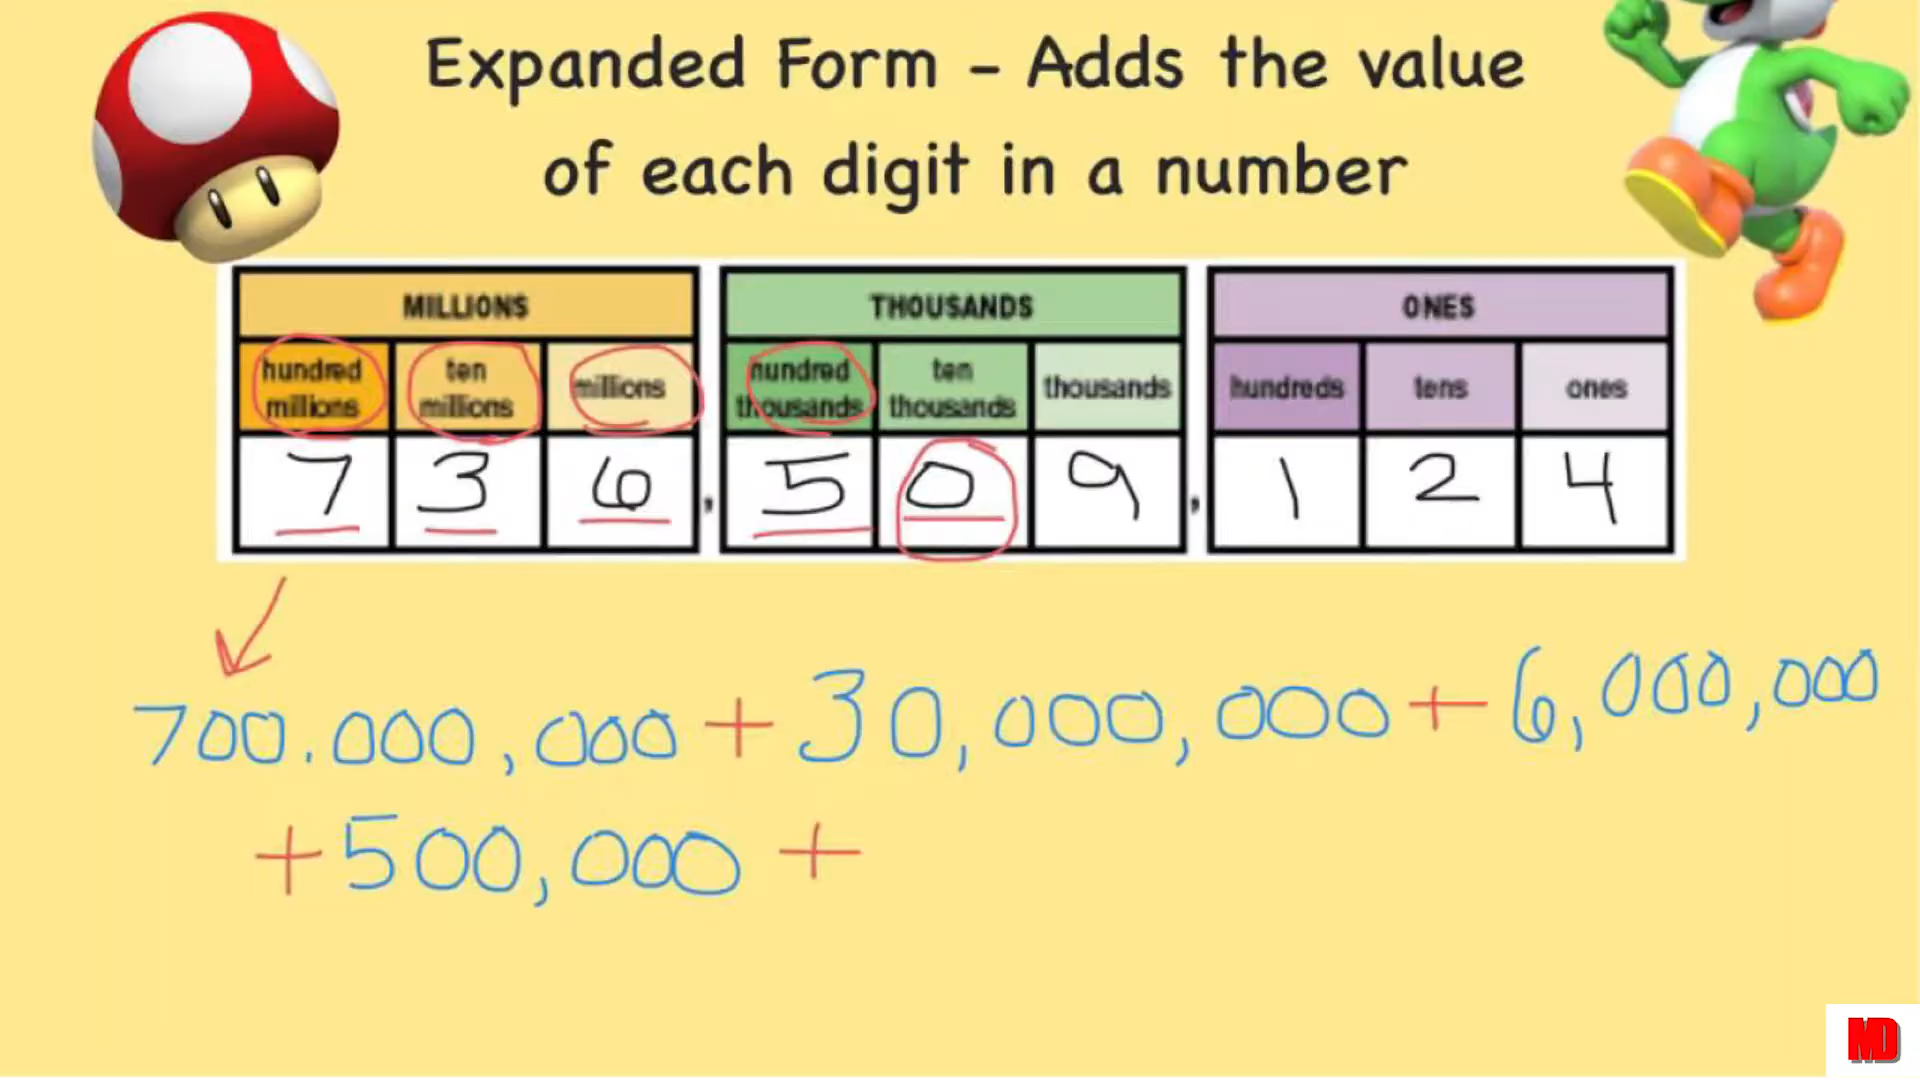 Expanded Form - Adds the value
of each digit in a number
MILLIONS THOUSANDS ONES
hundred millions ten millions millions hundred thousands ten thousands thousands hundreds tens ones
7 3 6 , 5 0 9 , 1 2 4
700.000,000 + 30,000,000 + 6,000,000
+ 500,000 +
MD